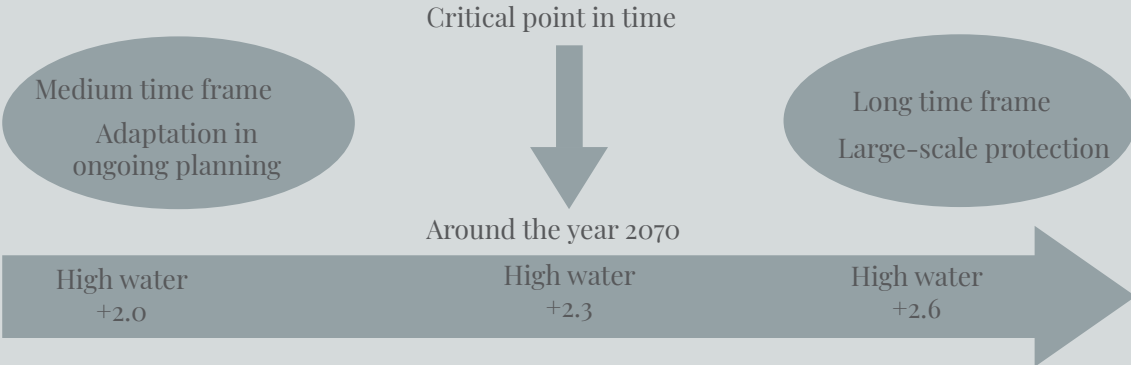 Critical point in time
Medium time frame
Adaptation in
ongoing planning
Long time frame
Large-scale protection
Around the year 2070
High water
+2.0
High water
+2.3
High water
+2.6